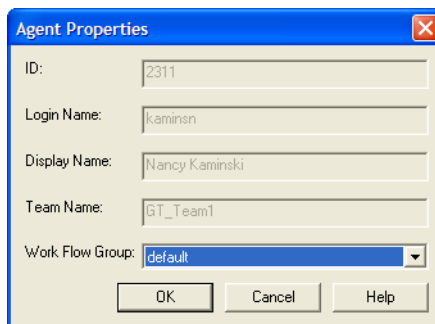 Agent Properties
ID: 2311
Login Name: kaminsn
Display Name: Nancy Kaminski
Team Name: GT_Team1
Work Flow Group: default
OK Cancel Help